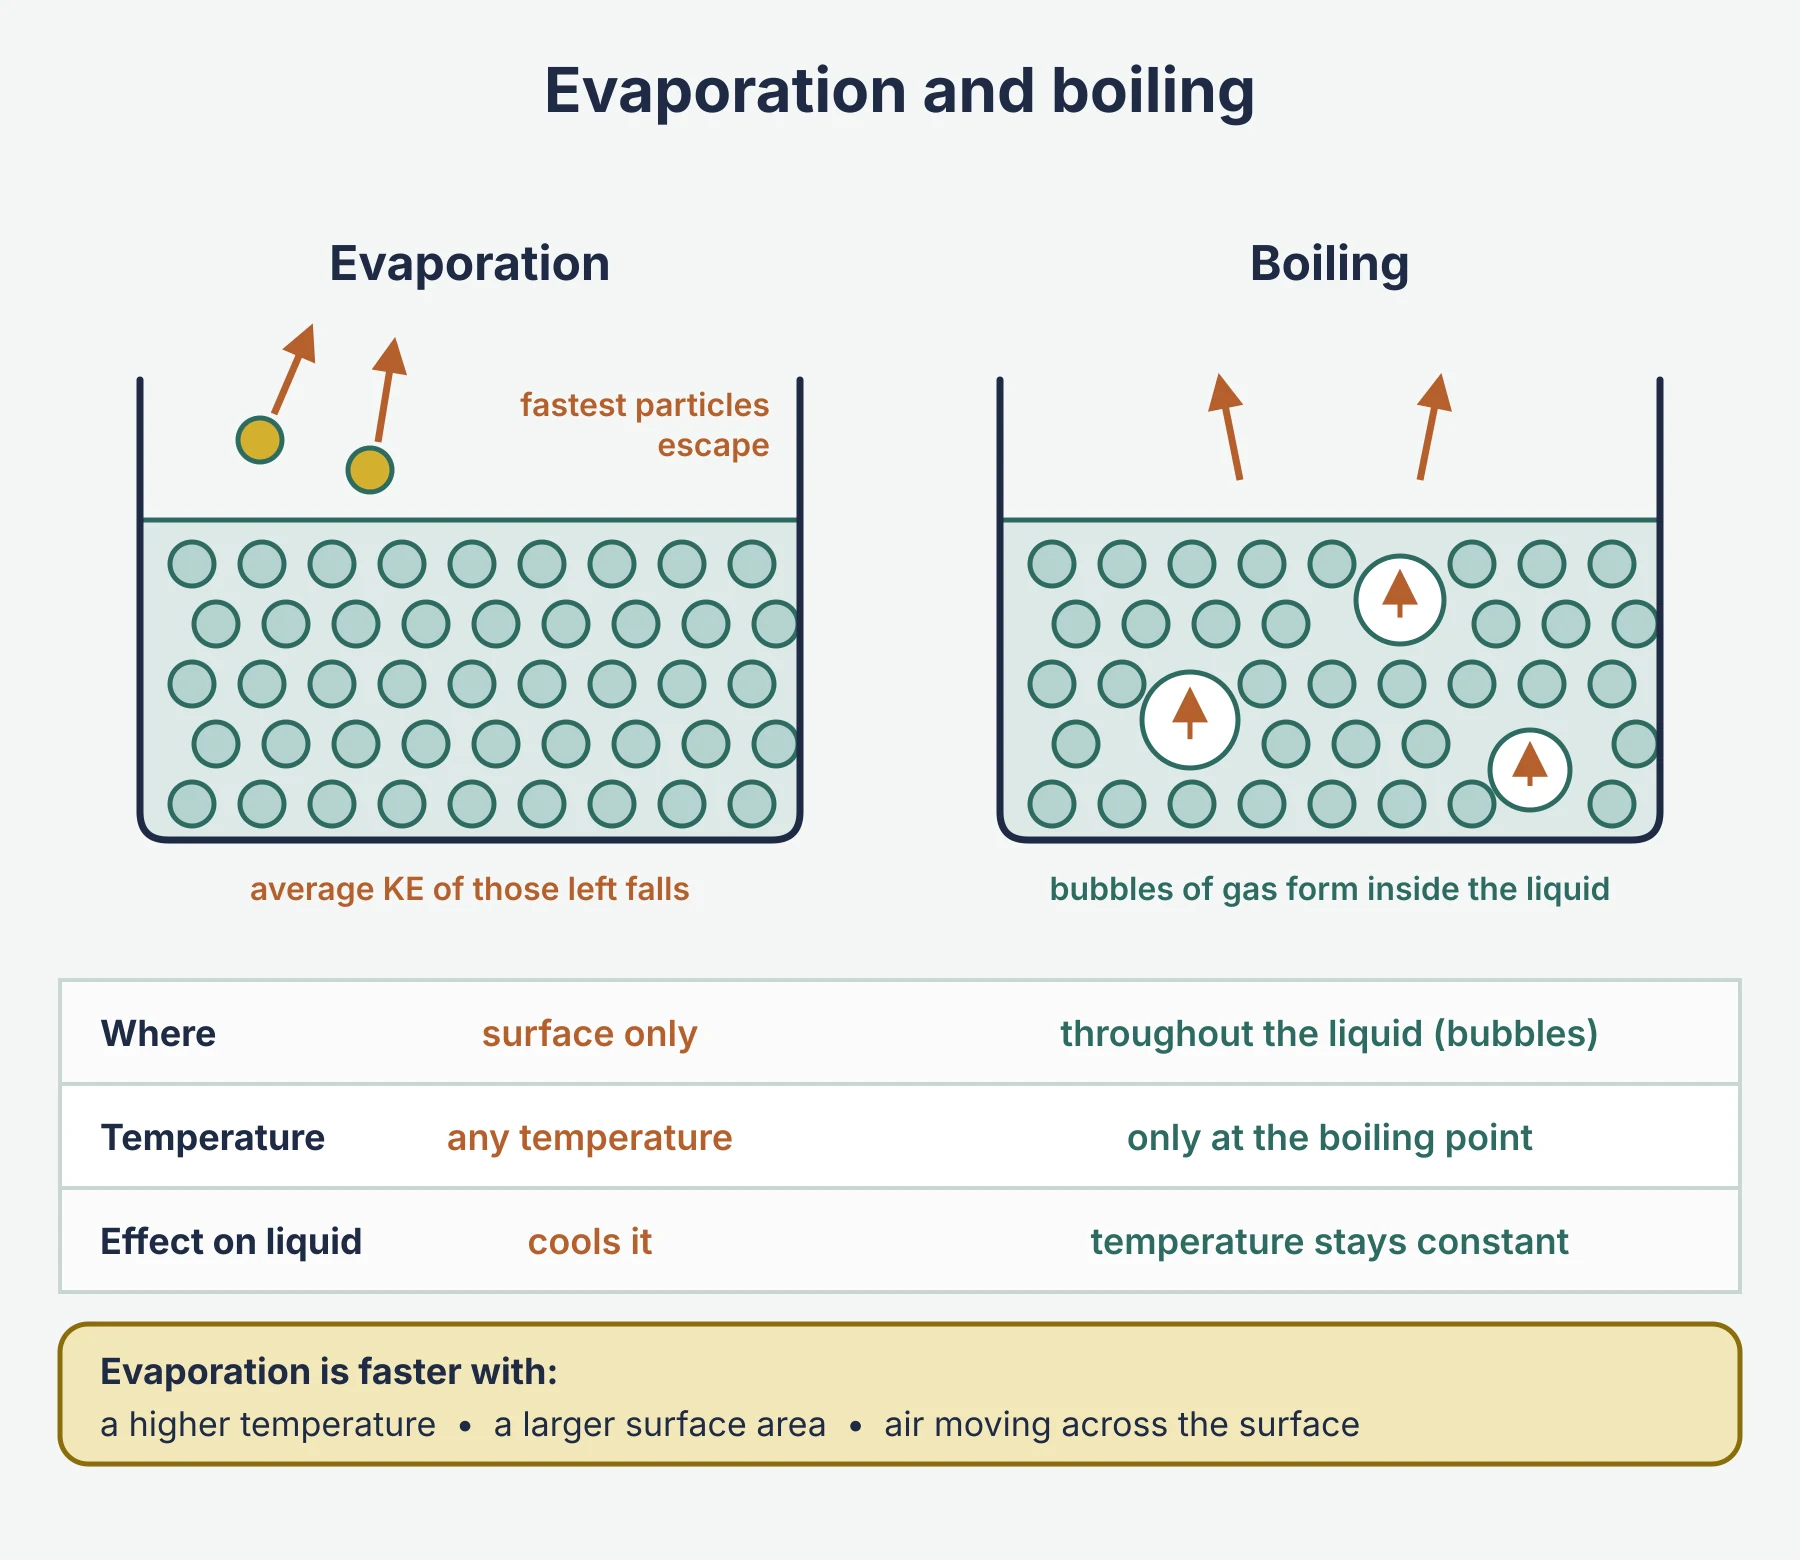 Evaporation and boiling
Evaporation
Boiling
fastest particles
escape
average KE of those left falls
bubbles of gas form inside the liquid
Where surface only throughout the liquid (bubbles)
Temperature any temperature only at the boiling point
Effect on liquid cools it temperature stays constant
Evaporation is faster with:
a higher temperature • a larger surface area • air moving across the surface